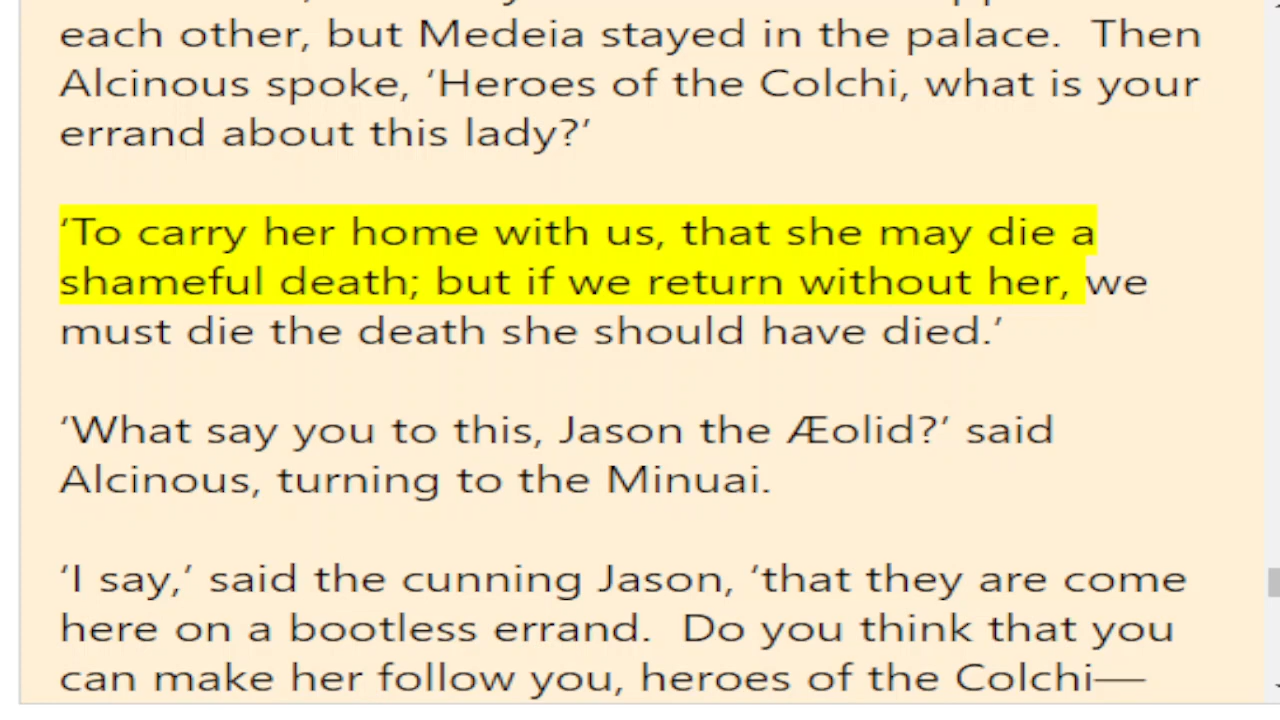 each other, but Medeia stayed in the palace.  Then
Alcinous spoke, ‘Heroes of the Colchi, what is your
errand about this lady?’
‘To carry her home with us, that she may die a
shameful death; but if we return without her, we
must die the death she should have died.’
‘What say you to this, Jason the Æolid?’ said
Alcinous, turning to the Minuai.
‘I say,’ said the cunning Jason, ‘that they are come
here on a bootless errand.  Do you think that you
can make her follow you, heroes of the Colchi—